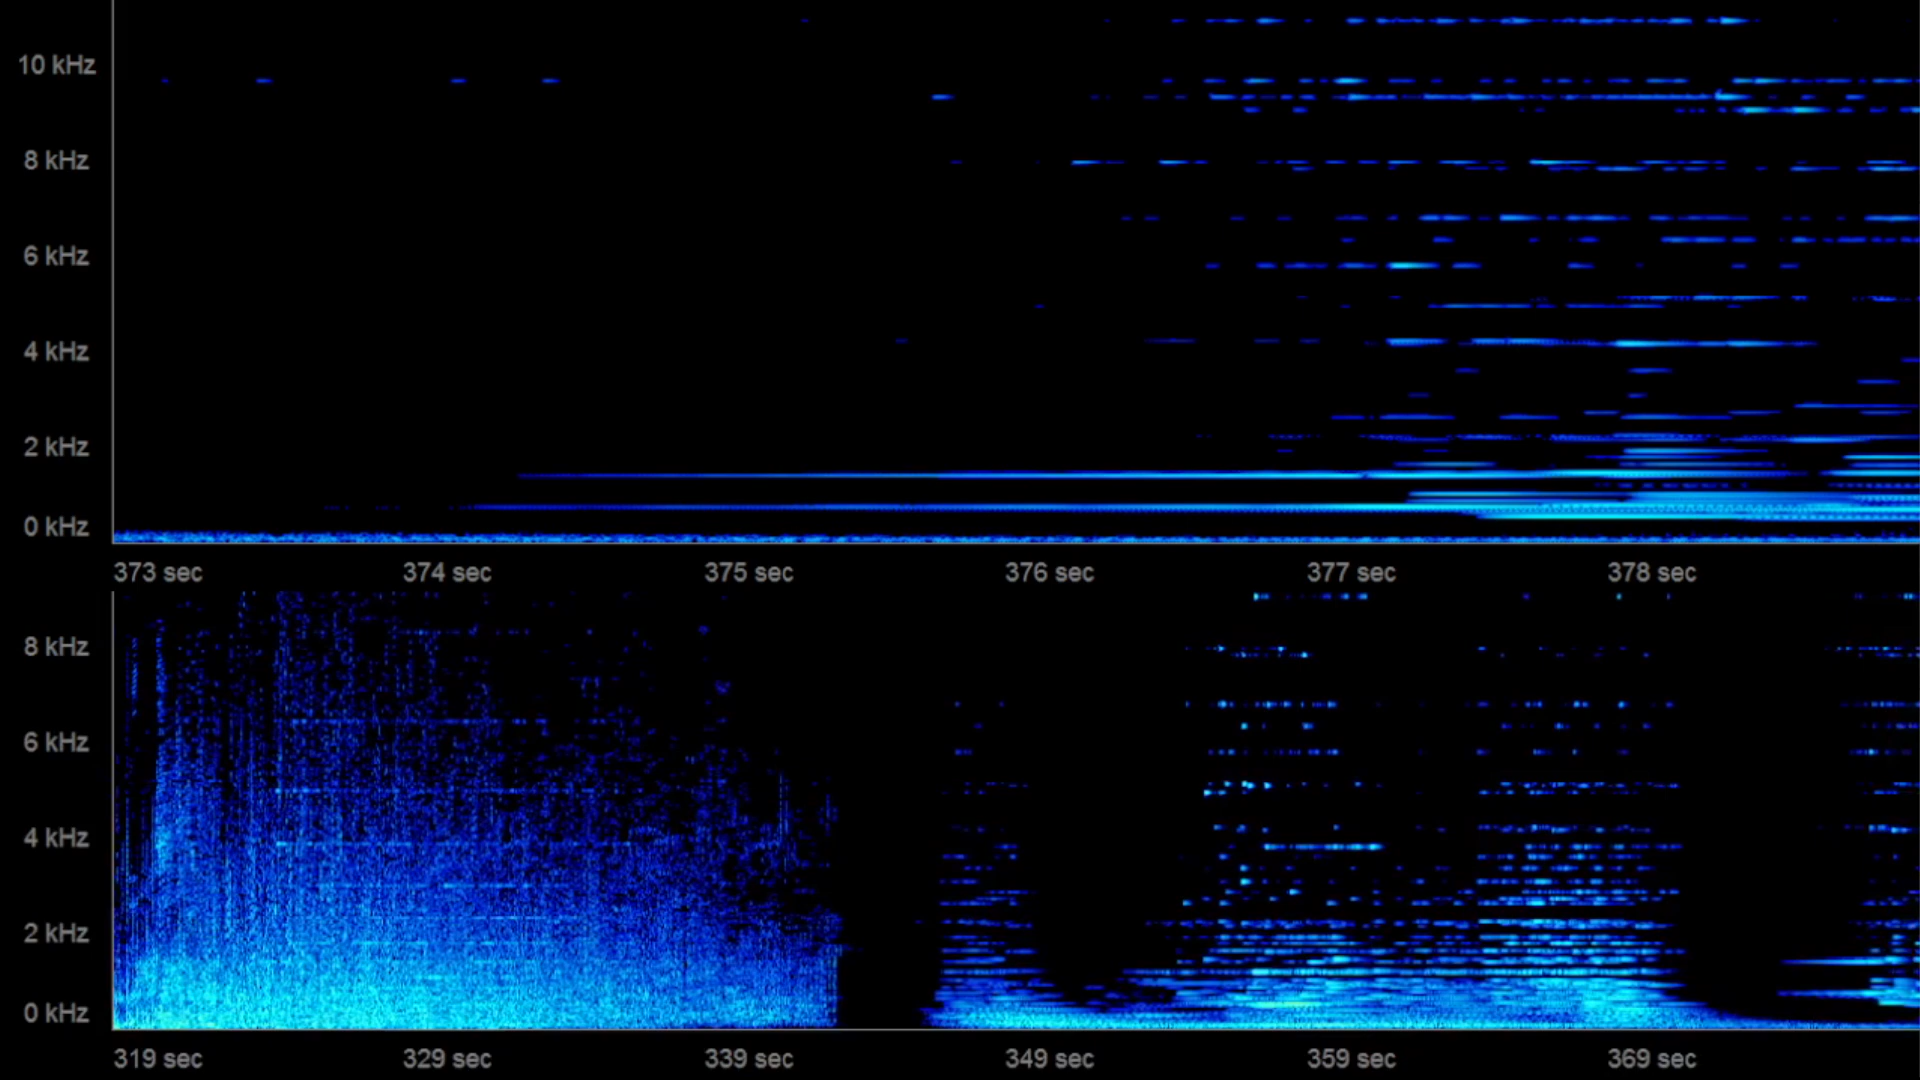 10 kHz
8 kHz
6 kHz
4 kHz
2 kHz
0 kHz
373 sec 374 sec 375 sec 376 sec 377 sec 378 sec
8 kHz
6 kHz
4 kHz
2 kHz
0 kHz
319 sec 329 sec 339 sec 349 sec 359 sec 369 sec